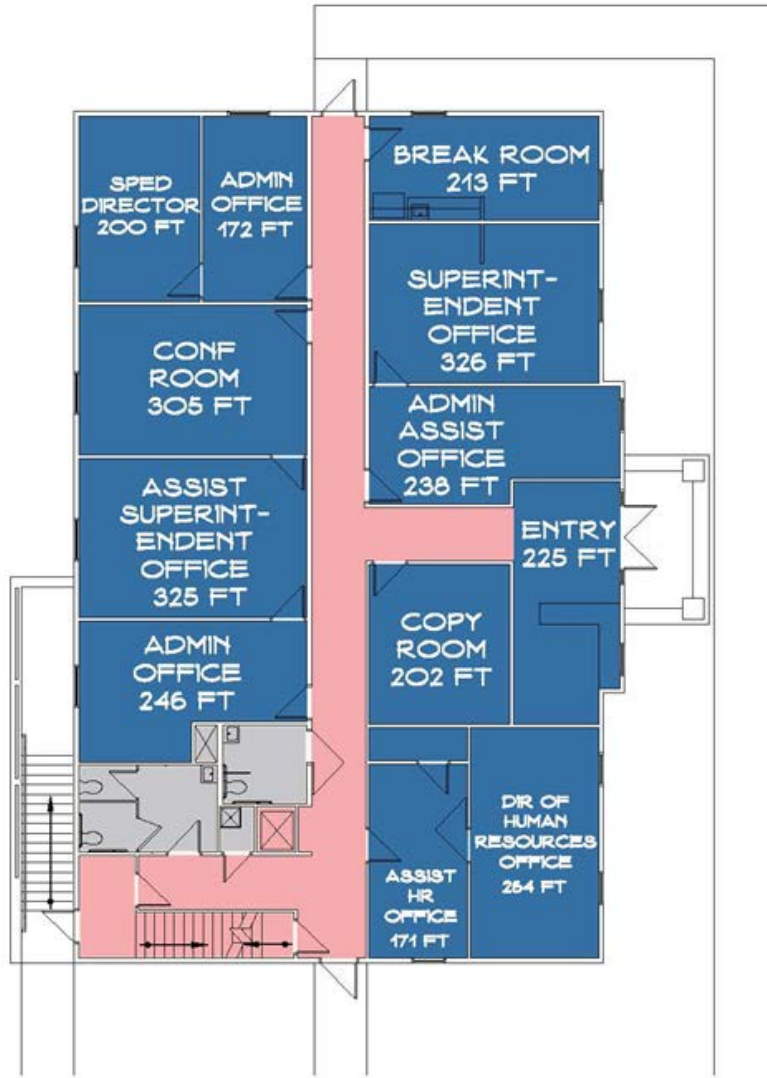 SPED
DIRECTOR
200 FT
ADMIN
OFFICE
172 FT
BREAK ROOM
213 FT
SUPERINT-
ENDENT
OFFICE
326 FT
CONF
ROOM
305 FT
ADMIN
ASSIST
OFFICE
238 FT
ASSIST
SUPERINT-
ENDENT
OFFICE
325 FT
ENTRY
225 FT
COPY
ROOM
202 FT
ADMIN
OFFICE
246 FT
DIR OF
HUMAN
RESOURCES
OFFICE
264 FT
ASSIST
HR
OFFICE
171 FT